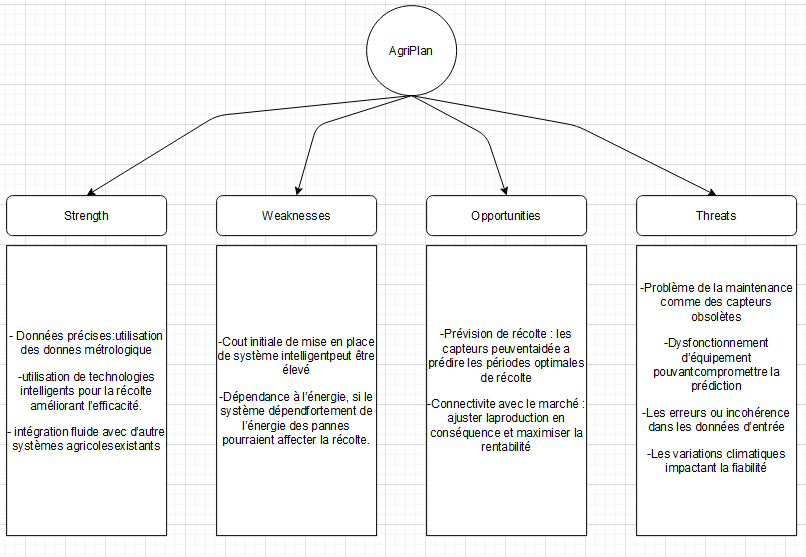 AgriPlan
Strength
Weaknesses
Opportunities
Threats
- Données précises:utilisation
des donnes métrologique
-utilisation de technologies
intelligents pour la récolte
améliorant l'efficacité.
- intégration fluide avec d'autre
systèmes agricolesexistants
-Cout initiale de mise en place
de système intelligentpeut être
élevé
-Dépendance à l'énergie, si le
système dépendfortement de
l'énergie des pannes
pourraient affecter la récolte.
-Prévision de récolte : les
capteurs peuventaidée a
prédire les périodes optimales
de récolte
-Connectivite avec le marché :
ajuster laproduction en
conséquence et maximiser la
rentabilité
-Problème de la maintenance
comme des capteurs
obsolètes
-Dysfonctionnement
d'équipement
pouvantcompromettre la
prédiction
-Les erreurs ou incohérence
dans les données d'entrée
-Les variations climatiques
impactant la fiabilité